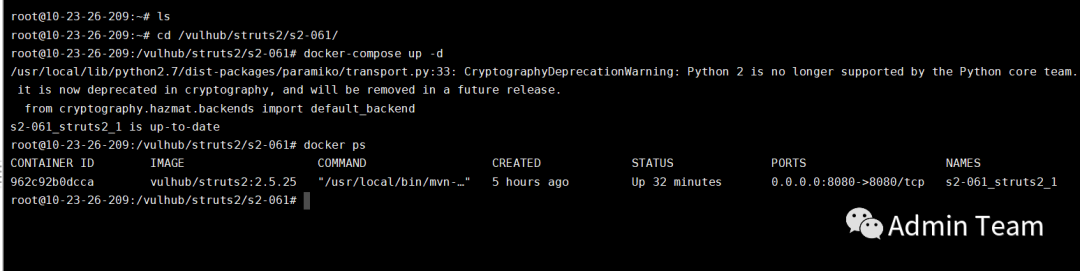 root@10-23-26-209:~# ls
root@10-23-26-209:~# cd /vulhub/struts2/s2-061/
root@10-23-26-209:/vulhub/struts2/s2-061# docker-compose up -d
/usr/local/lib/python2.7/dist-packages/paramiko/transport.py:33: CryptographyDeprecationWarning: Python 2 is no longer supported by the Python core team.
it is now deprecated in cryptography, and will be removed in a future release.
from cryptography.hazmat.backends import default_backend
s2-061_struts2_1 is up-to-date
root@10-23-26-209:/vulhub/struts2/s2-061# docker ps
CONTAINER ID IMAGE COMMAND CREATED STATUS PORTS NAMES
962c92b0dcca vulhub/struts2:2.5.25 "/usr/local/bin/mvn-…" 5 hours ago Up 32 minutes 0.0.0.0:8080->8080/tcp s2-061_struts2_1
root@10-23-26-209:/vulhub/struts2/s2-061#
Admin Team